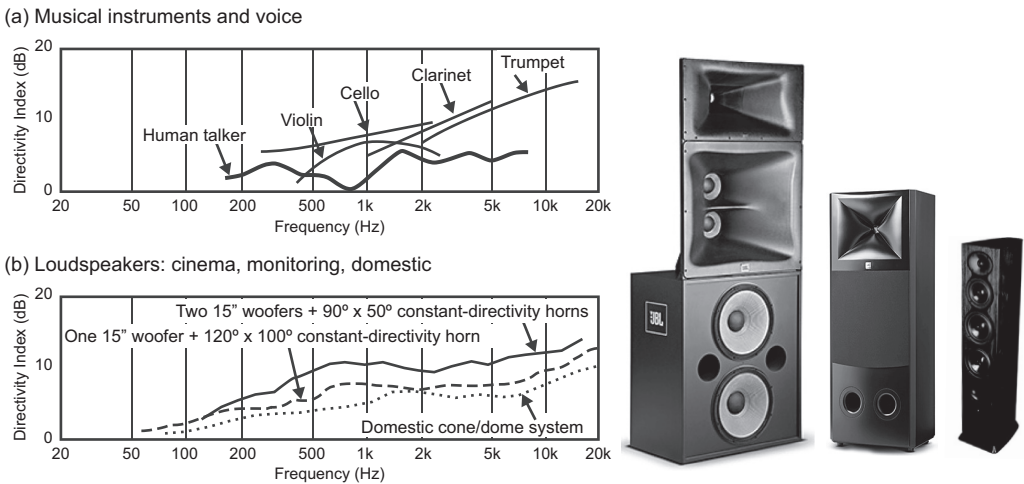 (a) Musical instruments and voice
Directivity Index (dB)
20
10
0
Human talker
Violin
Cello
Clarinet
Trumpet
20 50 100 200 500 1k 2k 5k 10k 20k
Frequency (Hz)
(b) Loudspeakers: cinema, monitoring, domestic
Directivity Index (dB)
20
10
0
Two 15” woofers + 90º x 50º constant-directivity horns
One 15” woofer + 120º x 100º constant-directivity horn
Domestic cone/dome system
20 50 100 200 500 1k 2k 5k 10k 20k
Frequency (Hz)
JBL